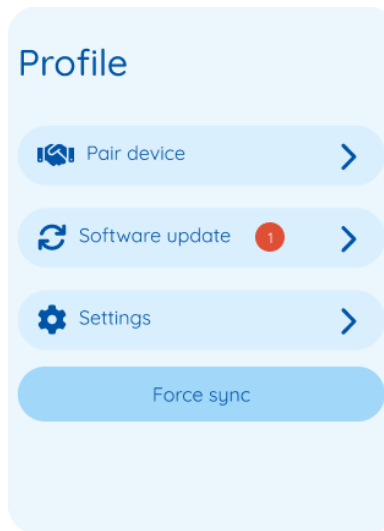 Profile
Pair device
Software update 1
Settings
Force sync